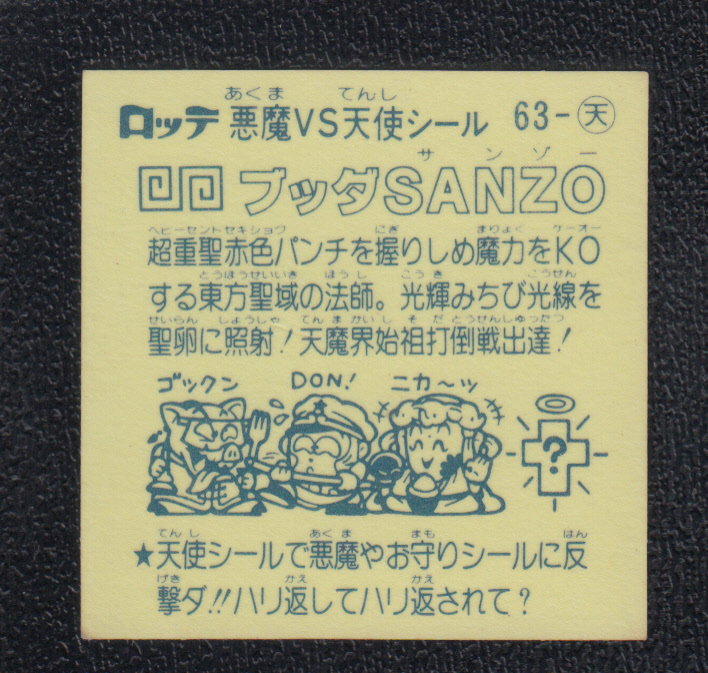 あくま てんし
ロッテ 悪魔VS天使シール 63-天
サンゾー
ブッダSANZO
ヘビーセントセキショク にぎ まりょく ケーオー
超重聖赤色パンチを握りしめ魔力をKO
とうほうせいいき ほうし こうき こうせん
する東方聖域の法師。光輝みちび光線を
せいらん しょうしゃ てんまかいしそだとうせんしゅったつ
聖卵に照射!天魔界始祖打倒戦出達!
ゴックン DON! ニカ〜ッ
?
てんし あくま まも はん
★天使シールで悪魔やお守りシールに反
げき かえ かえ
撃ダ!!ハリ返してハリ返されて?